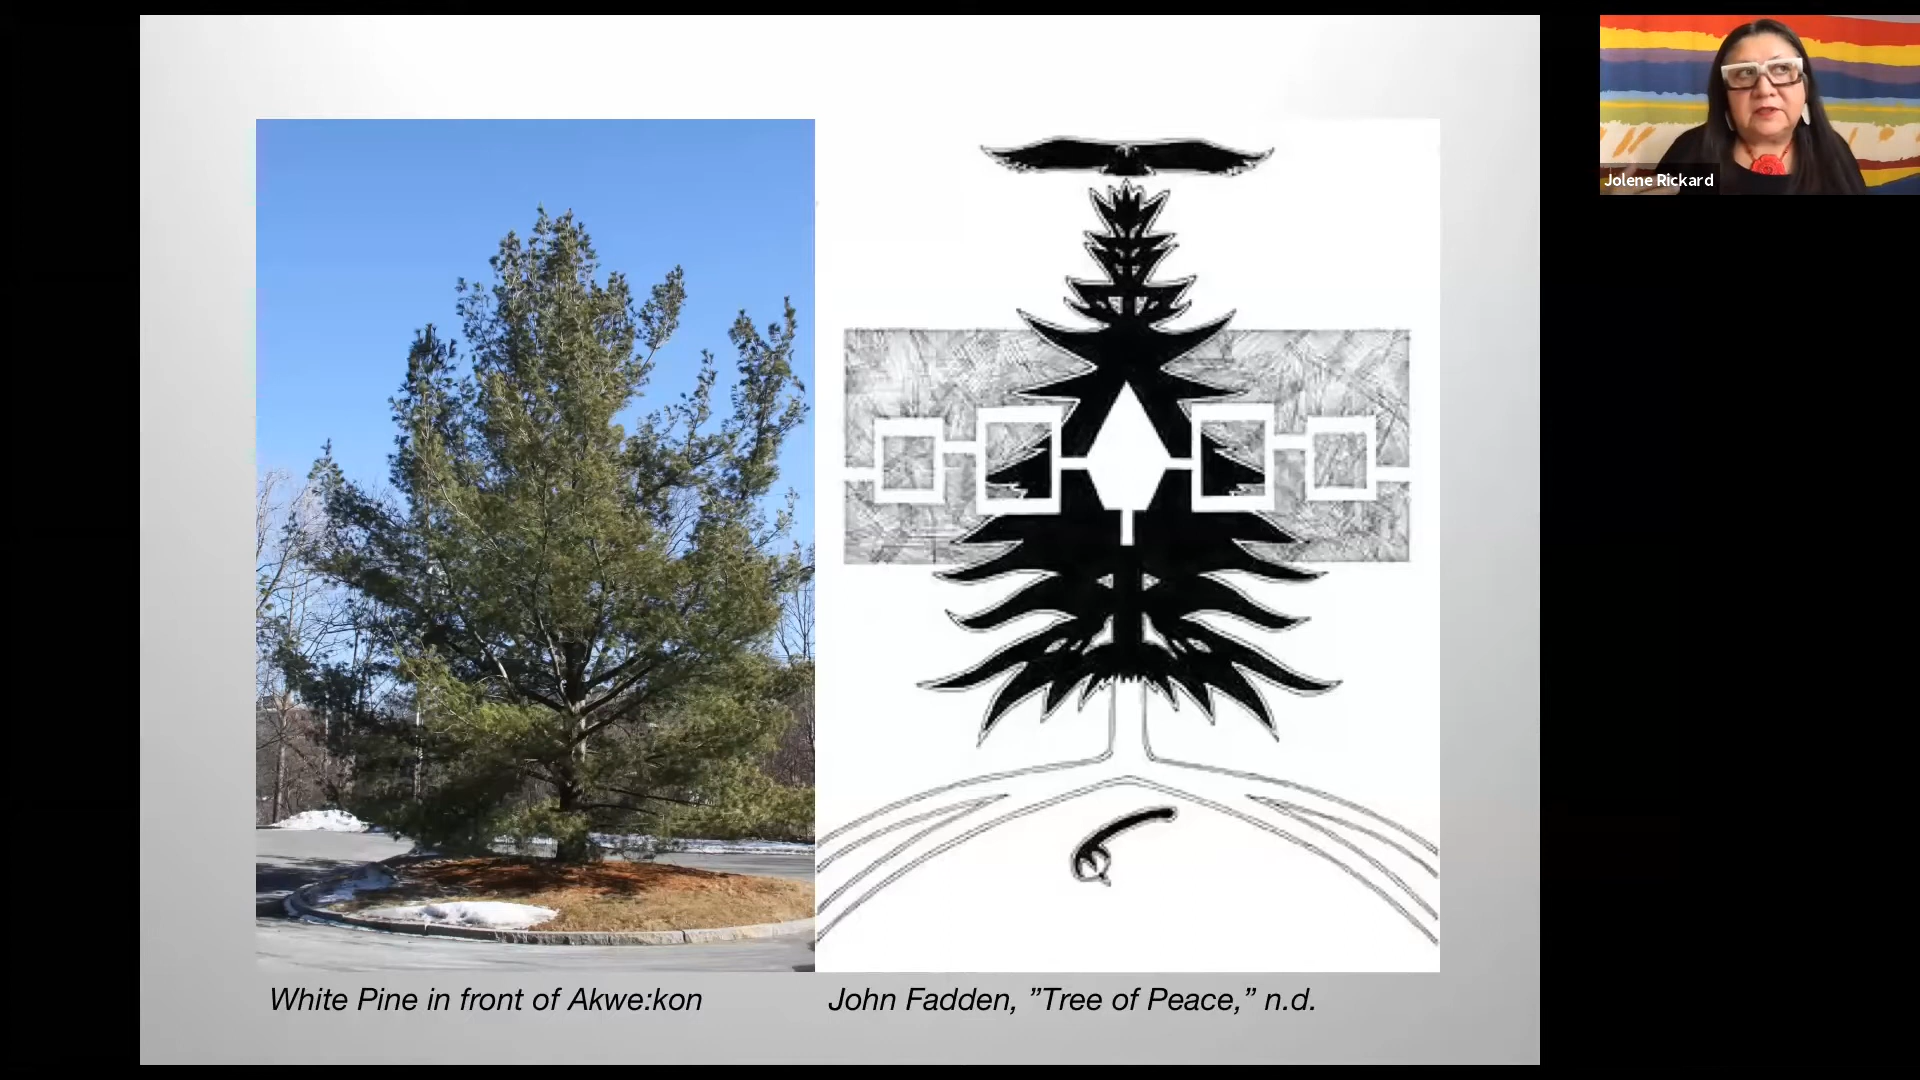 Jolene Rickard
White Pine in front of Akwe:kon
John Fadden, ”Tree of Peace,” n.d.